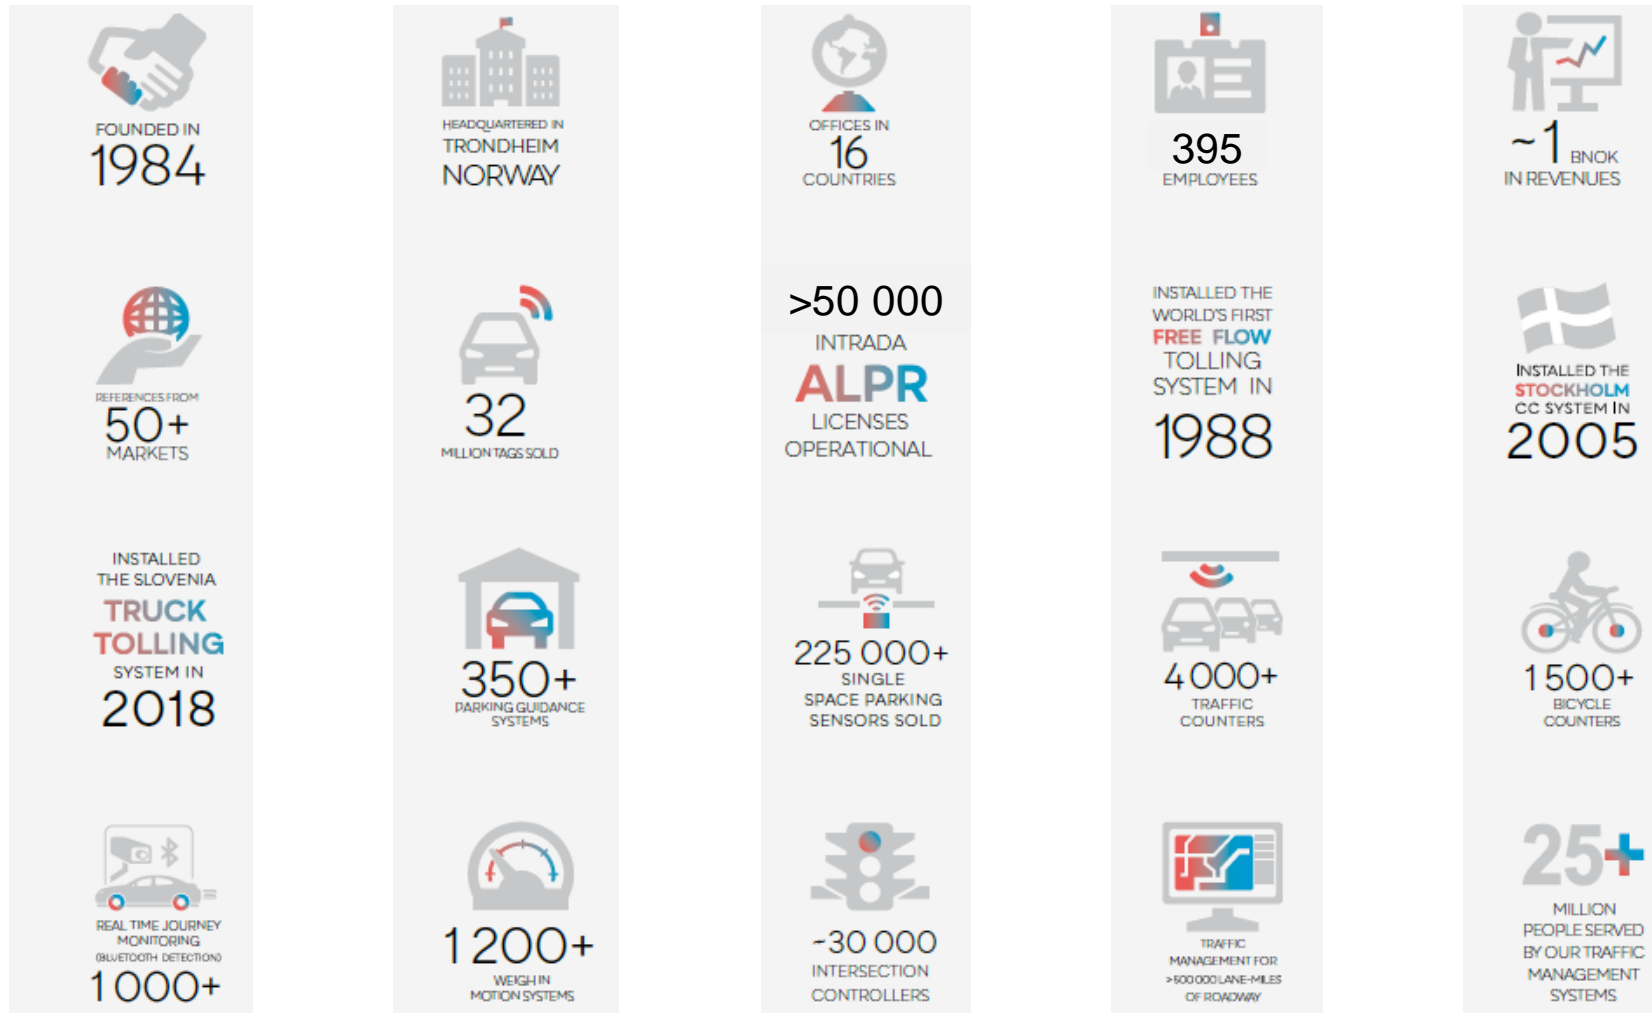 FOUNDED IN
1984
HEADQUARTERED IN
TRONDHEIM
NORWAY
OFFICES IN
16
COUNTRIES
395
EMPLOYEES
~1 BNOK
IN REVENUES
REFERENCES FROM
50+
MARKETS
32
MILLION TAGS SOLD
>50 000
INTRADA
ALPR
LICENSES
OPERATIONAL
INSTALLED THE
WORLD'S FIRST
FREE FLOW
TOLLING
SYSTEM IN
1988
INSTALLED THE
STOCKHOLM
CC SYSTEM IN
2005
INSTALLED
THE SLOVENIA
TRUCK
TOLLING
SYSTEM IN
2018
350+
PARKING GUIDANCE
SYSTEMS
225 000+
SINGLE
SPACE PARKING
SENSORS SOLD
4 000+
TRAFFIC
COUNTERS
1 500+
BICYCLE
COUNTERS
REAL TIME JOURNEY
MONITORING
(BLUETOOTH DETECTION)
1 000+
1 200+
WEIGH IN
MOTION SYSTEMS
~30 000
INTERSECTION
CONTROLLERS
TRAFFIC
MANAGEMENT FOR
>500 000 LANE-MILES
OF ROADWAY
25+
MILLION
PEOPLE SERVED
BY OUR TRAFFIC
MANAGEMENT
SYSTEMS